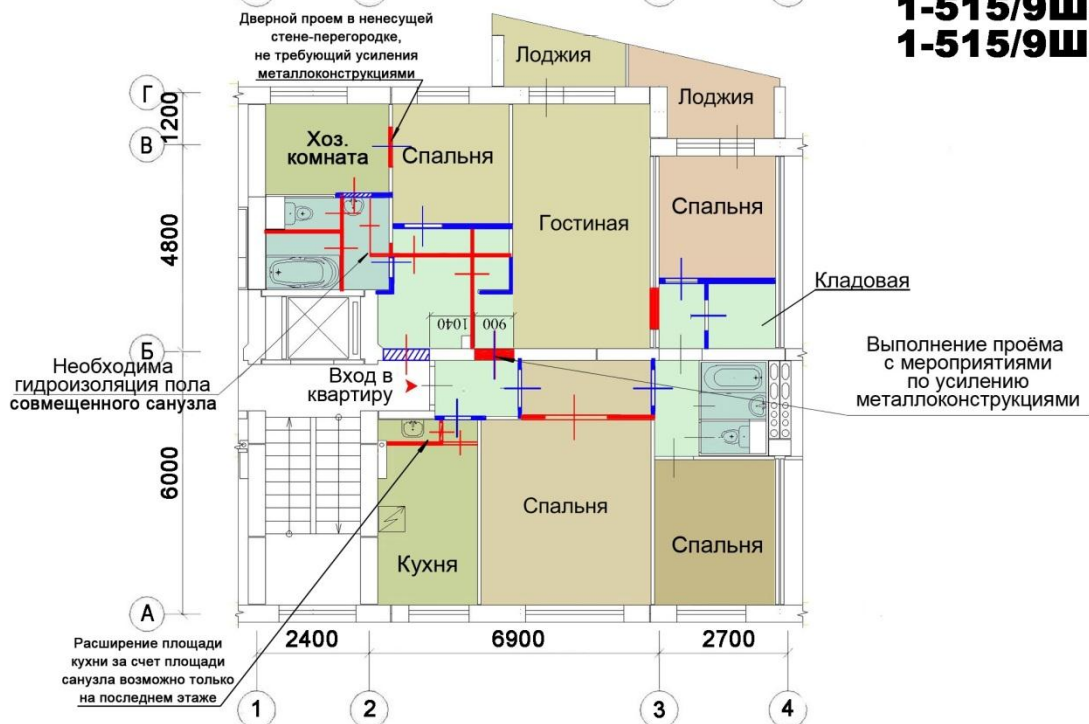 1-515/9Ш
1-515/9Ш
Дверной проем в ненесущей
стене-перегородке,
не требующий усиления
металлоконструкциями
Лоджия
Лоджия
Г
1200
В
Хоз.
комната
Спальня
Гостиная
Спальня
4800
Кладовая
1040
900
Б
Необходима
гидроизоляция пола
совмещенного санузла
Вход в
квартиру
Выполнение проёма
с мероприятиями
по усилению
металлоконструкциями
6000
Спальня
Спальня
Кухня
А
Расширение площади
кухни за счет площади
санузла возможно только
на последнем этаже
2400
6900
2700
1
2
3
4